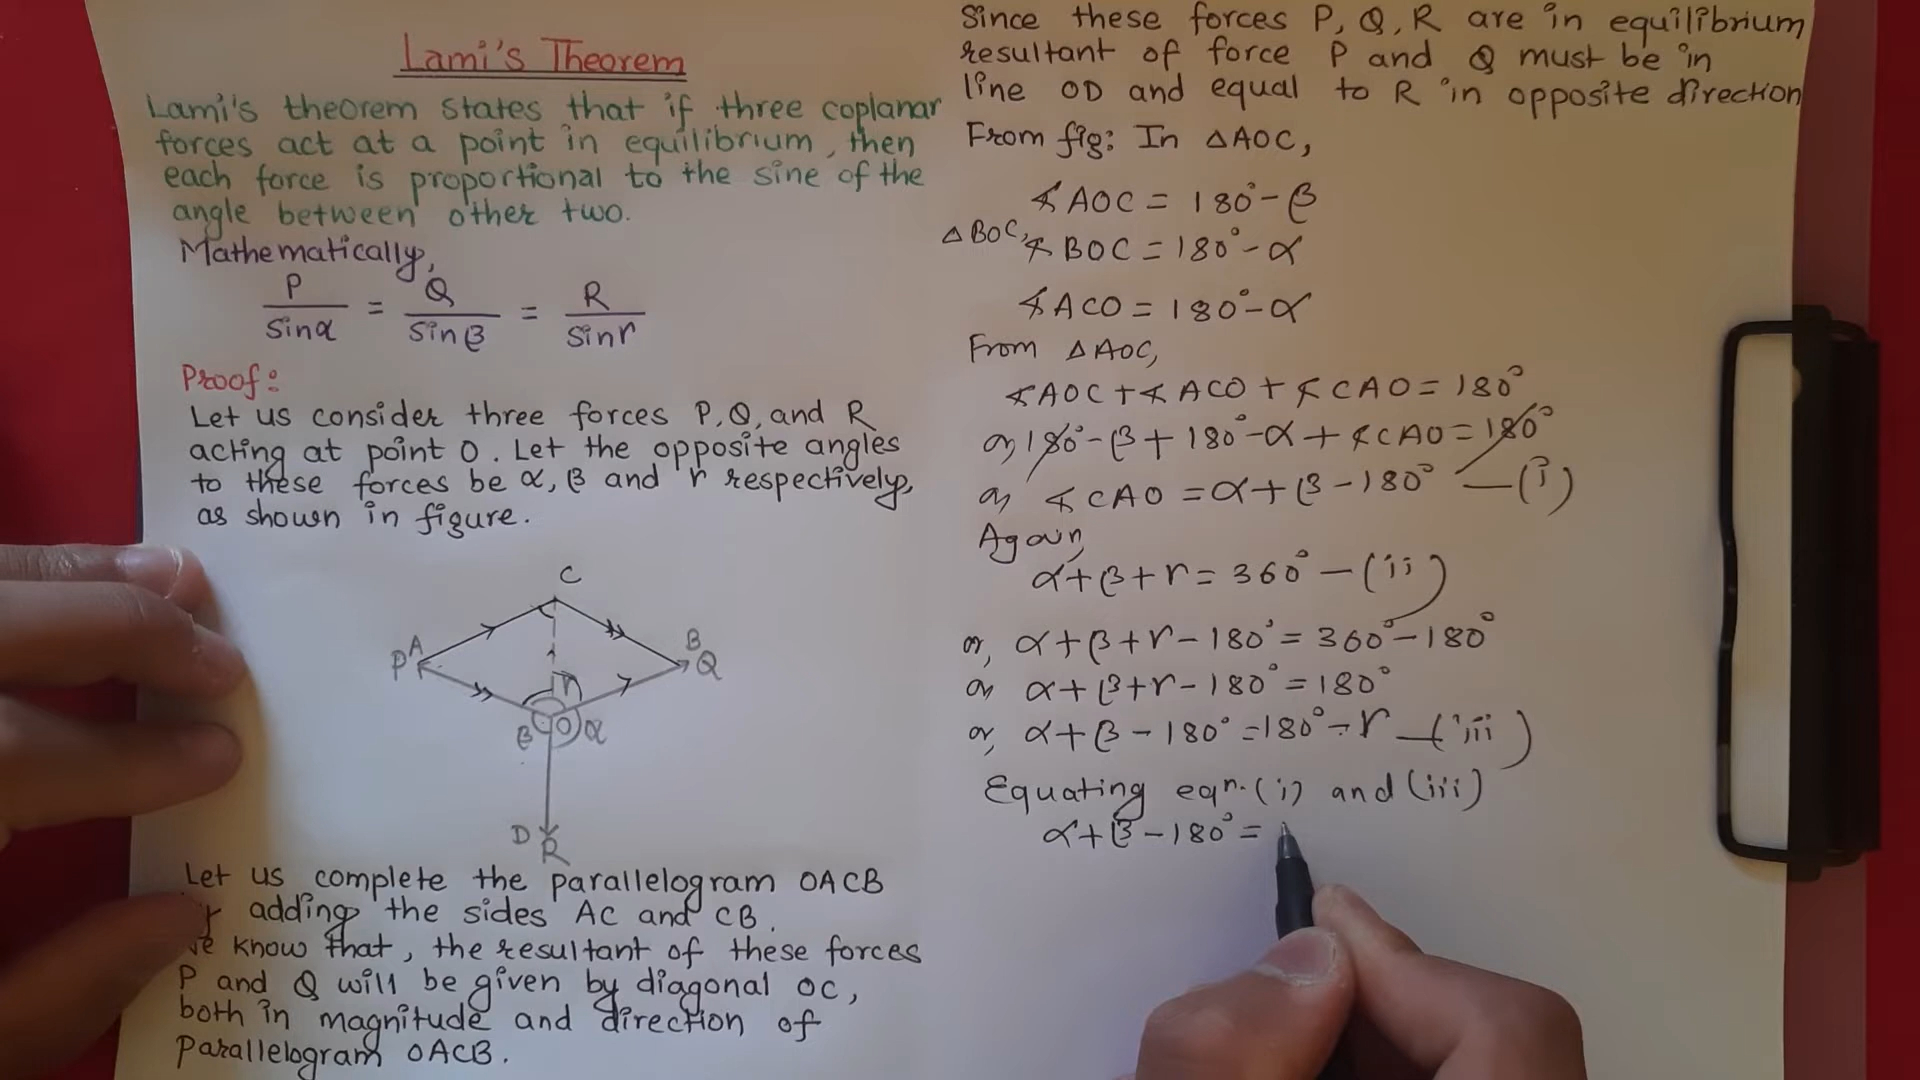 Lami's Theorem
Lami's theorem states that if three coplanar
forces act at a point in equilibrium, then
each force is proportional to the sine of the
angle between other two.
Mathematically,
P/sinα = Q/sinβ = R/sinr
Proof:
Let us consider three forces P, Q, and R
acting at point O. Let the opposite angles
to these forces be α, β and r respectively,
as shown in figure.
C
P A
B Q
r
β O α
D R
Let us complete the parallelogram OACB
adding the sides AC and CB.
know that, the resultant of these forces
P and Q will be given by diagonal OC,
both in magnitude and direction of
parallelogram OACB.
Since these forces P, Q, R are in equilibrium
resultant of force P and Q must be in
line OD and equal to R in opposite direction
From fig: In ΔAOC,
∡AOC = 180° - β
ΔBOC, ∡BOC = 180° - α
∡ACO = 180° - α
From ΔAOC,
∡AOC + ∡ACO + ∡CAO = 180°
or, 180° - β + 180° - α + ∡CAO = 180°
or, ∡CAO = α + β - 180° — (i)
Again,
α + β + r = 360° — (ii)
or, α + β + r - 180° = 360° - 180°
or, α + β + r - 180° = 180°
or, α + β - 180° = 180° - r — (iii)
Equating eqn. (i) and (iii)
α + β - 180° =